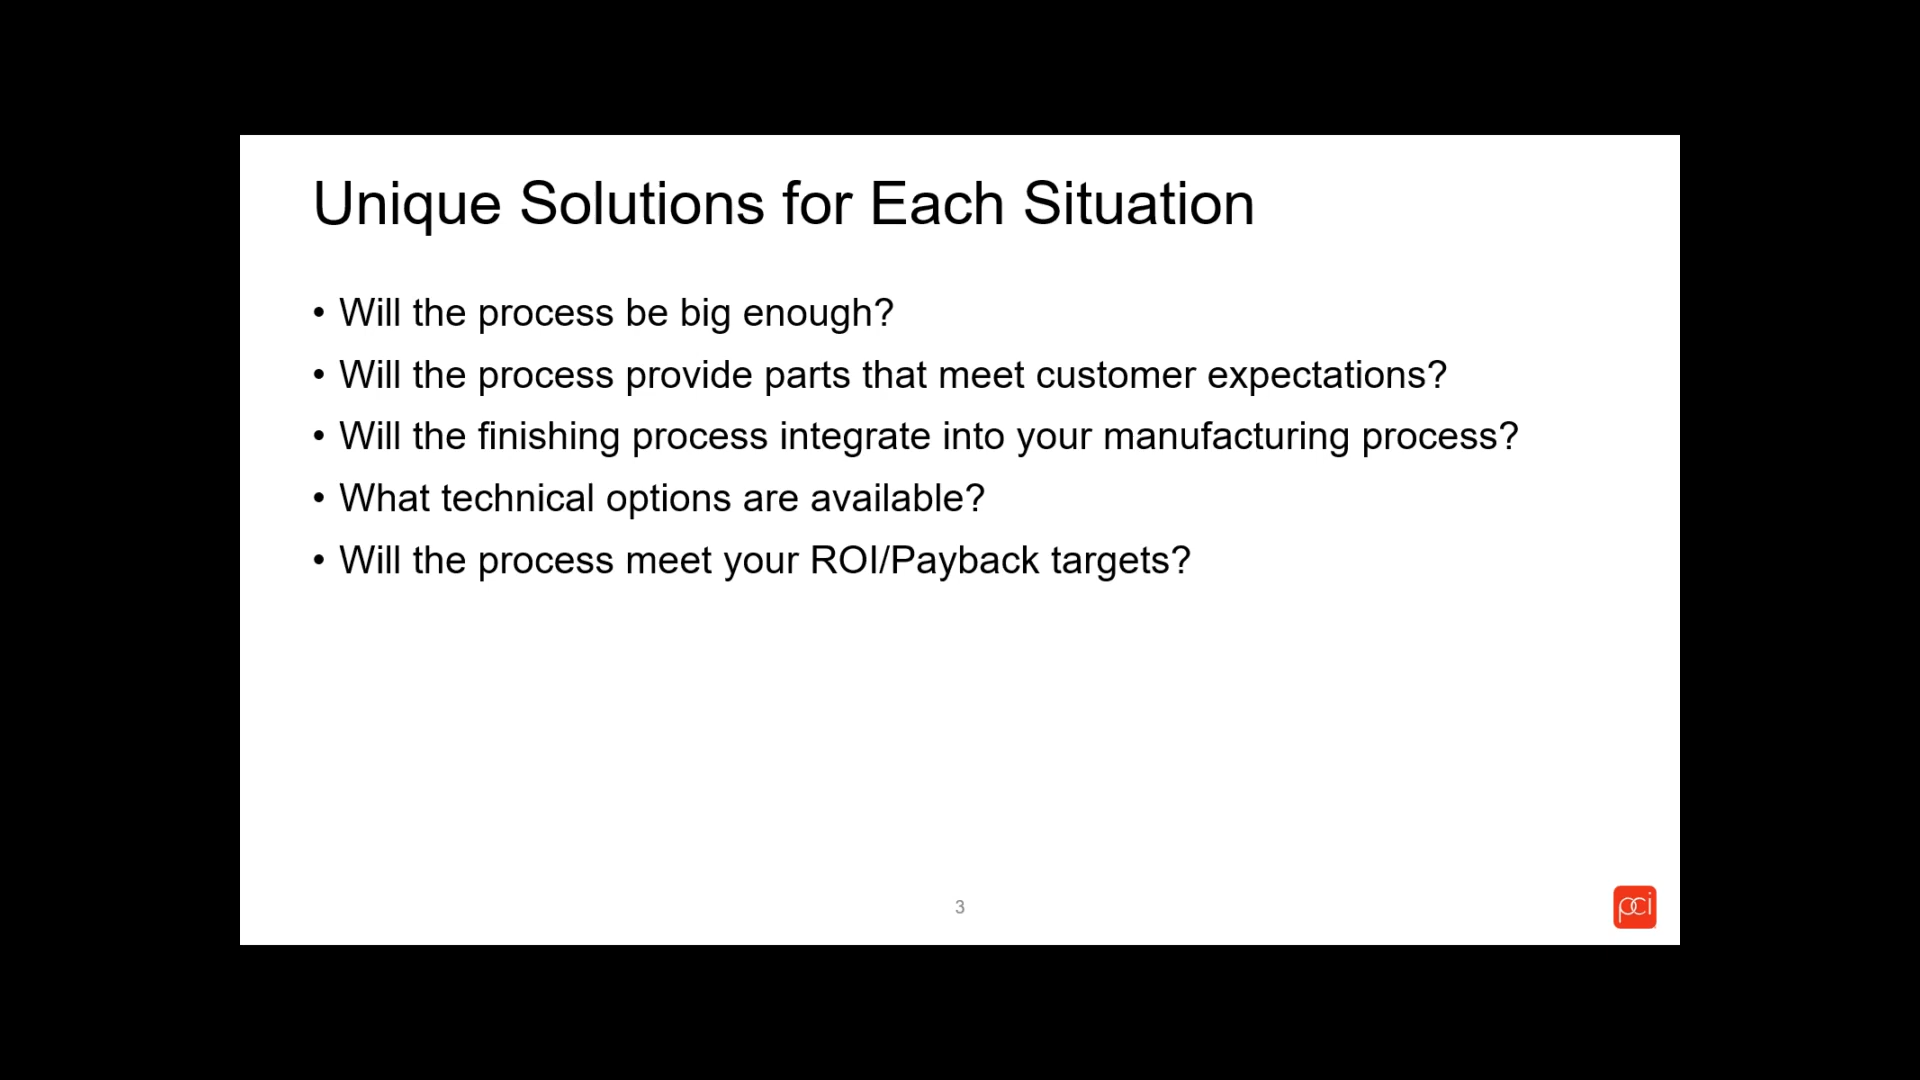 Unique Solutions for Each Situation
• Will the process be big enough?
• Will the process provide parts that meet customer expectations?
• Will the finishing process integrate into your manufacturing process?
• What technical options are available?
• Will the process meet your ROI/Payback targets?
3
pci